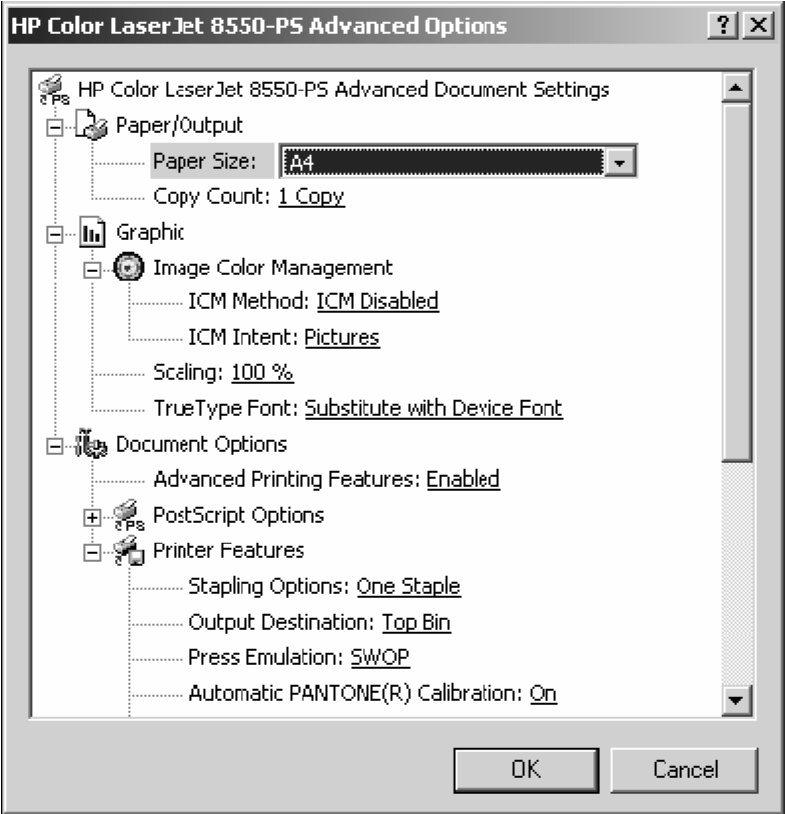 HP Color LaserJet 8550-PS Advanced Options
HP Color LaserJet 8550-PS Advanced Document Settings
Paper/Output
Paper Size: A4
Copy Count: 1 Copy
Graphic
Image Color Management
ICM Method: ICM Disabled
ICM Intent: Pictures
Scaling: 100 %
TrueType Font: Substitute with Device Font
Document Options
Advanced Printing Features: Enabled
PostScript Options
Printer Features
Stapling Options: One Staple
Output Destination: Top Bin
Press Emulation: SWOP
Automatic PANTONE(R) Calibration: On
OK Cancel